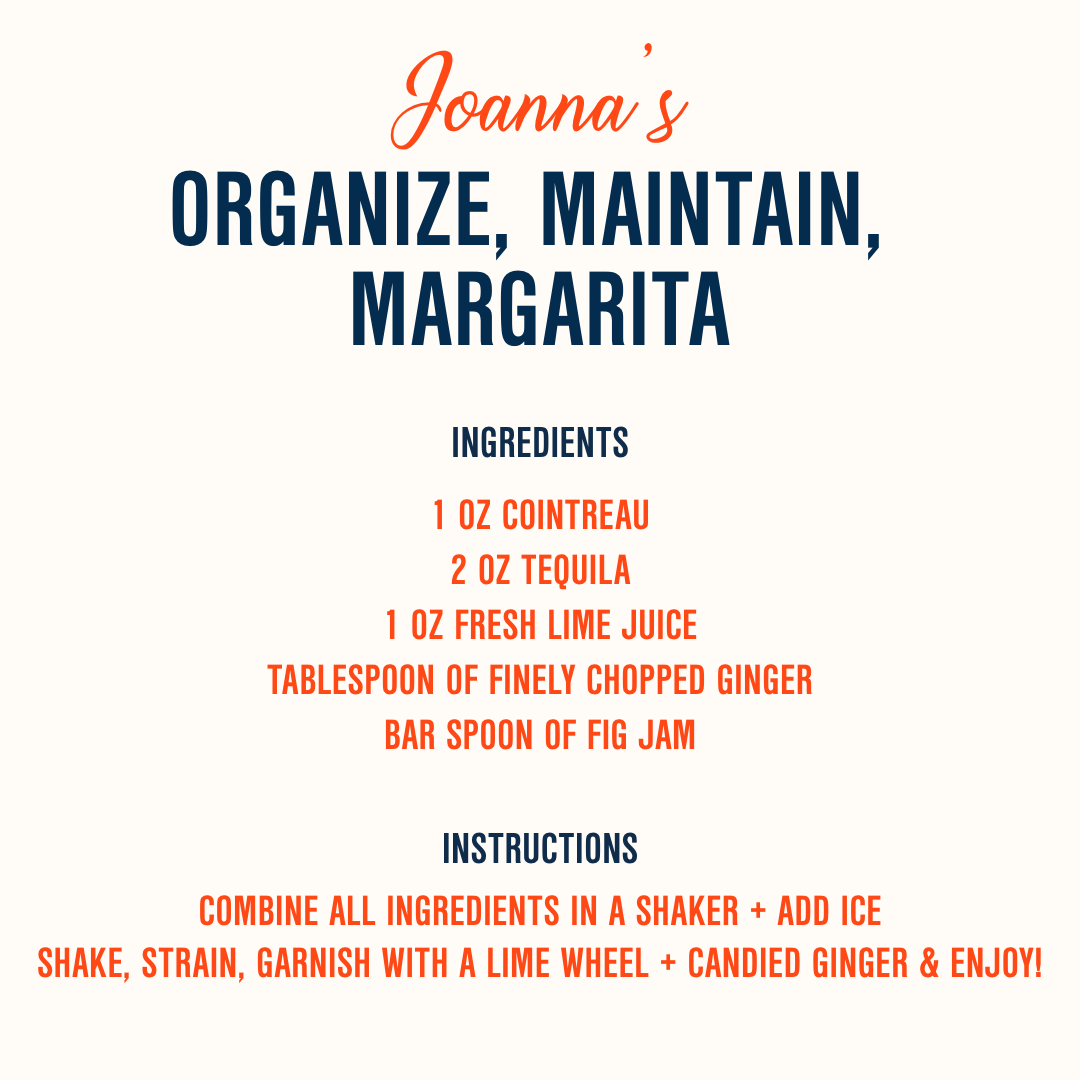 Joanna's
ORGANIZE, MAINTAIN,
MARGARITA
INGREDIENTS
1 OZ COINTREAU
2 OZ TEQUILA
1 OZ FRESH LIME JUICE
TABLESPOON OF FINELY CHOPPED GINGER
BAR SPOON OF FIG JAM
INSTRUCTIONS
COMBINE ALL INGREDIENTS IN A SHAKER + ADD ICE
SHAKE, STRAIN, GARNISH WITH A LIME WHEEL + CANDIED GINGER & ENJOY!